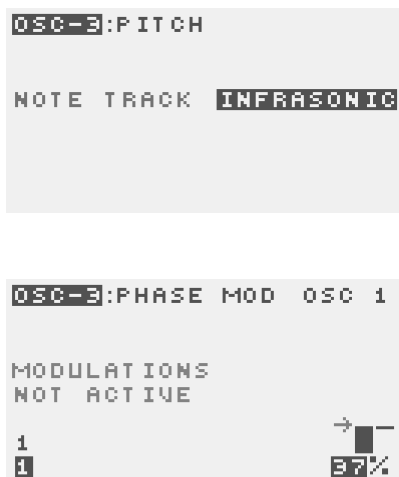 OSC-3:PITCH
NOTE TRACK INFRASONIC
OSC-3:PHASE MOD OSC 1
MODULATIONS
NOT ACTIVE
1
1 37%